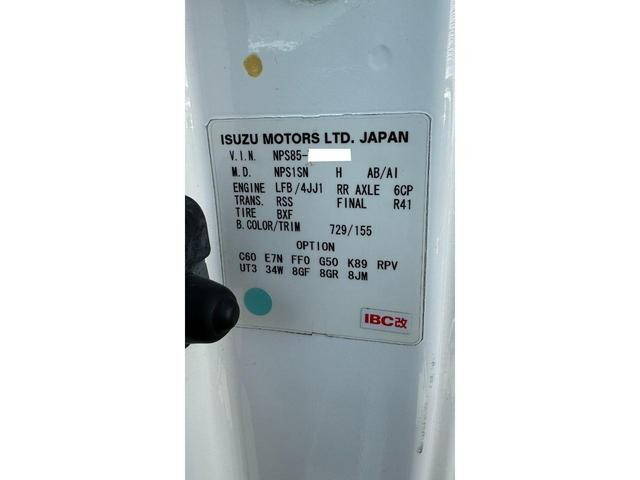 ISUZU MOTORS LTD. JAPAN
V.I.N. NPS85-
M.D. NPS1SN H AB/AI
ENGINE LFB/4JJ1 RR AXLE 6CP
TRANS. RSS FINAL R41
TIRE BXF
B.COLOR/TRIM 729/155
OPTION
C60 E7N FF0 G50 K89 RPV
UT3 34W 8GF 8GR 8JM
IBC改